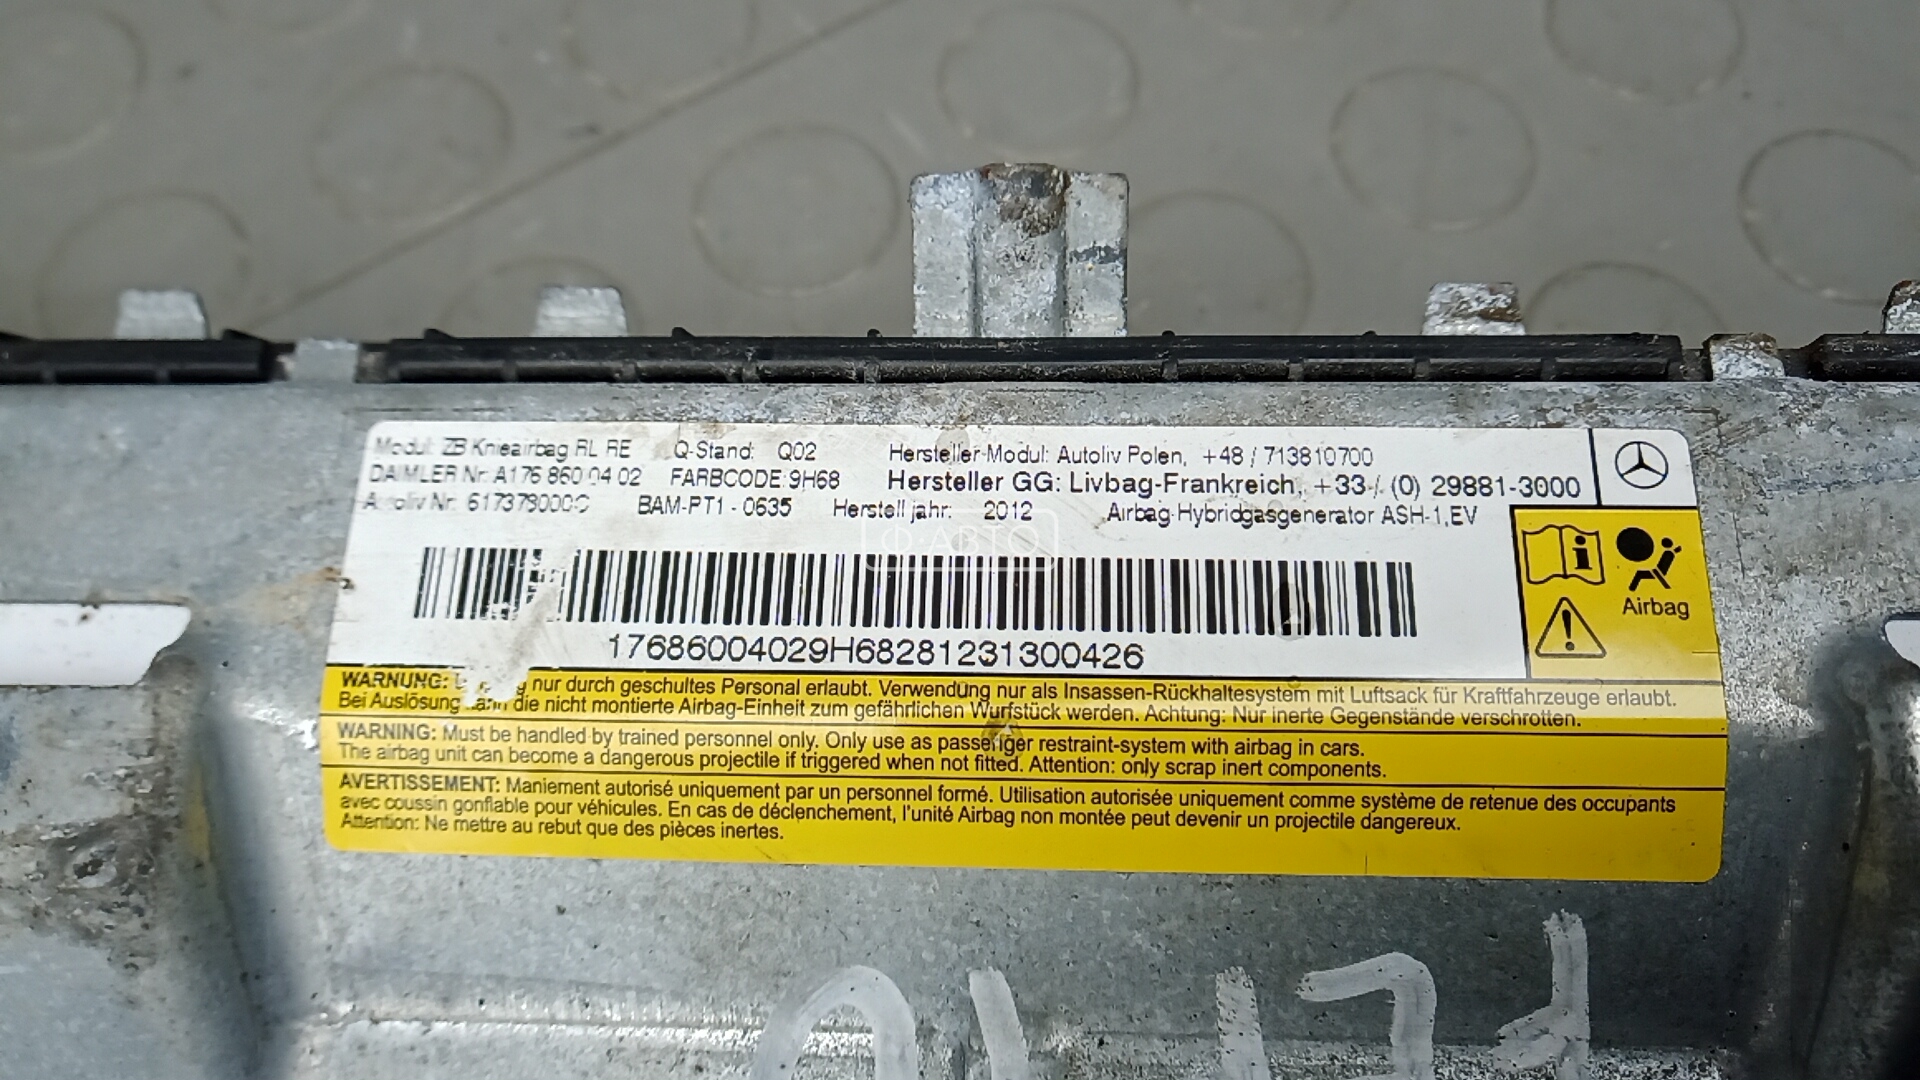 Modul: ZB Knieairbag RL RE Q-Stand: Q02 Hersteller-Modul: Autoliv Polen, +48 / 713810700
DAIMLER Nr: A176 860 04 02 FARBCODE: 9H68 Hersteller GG: Livbag-Frankreich, +33 / (0) 29881-3000
Autoliv Nr: BAM-PT1 - 0635 Herstelljahr: 2012 Airbag-Hybridgasgenerator ASH-1,EV
Ф·АВТО
Airbag
17686004029H68281231300426
WARNUNG: nur durch geschultes Personal erlaubt. Verwendung nur als Insassen-Rückhaltesystem mit Luftsack für Kraftfahrzeuge erlaubt.
Bei Auslösung kann die nicht montierte Airbag-Einheit zum gefährlichen Wurfstück werden. Achtung: Nur inerte Gegenstände verschrotten.
WARNING: Must be handled by trained personnel only. Only use as passenger restraint-system with airbag in cars.
The airbag unit can become a dangerous projectile if triggered when not fitted. Attention: only scrap inert components.
AVERTISSEMENT: Maniement autorisé uniquement par un personnel formé. Utilisation autorisée uniquement comme système de retenue des occupants
avec coussin gonflable pour véhicules. En cas de déclenchement, l'unité Airbag non montée peut devenir un projectile dangereux.
Attention: Ne mettre au rebut que des pièces inertes.